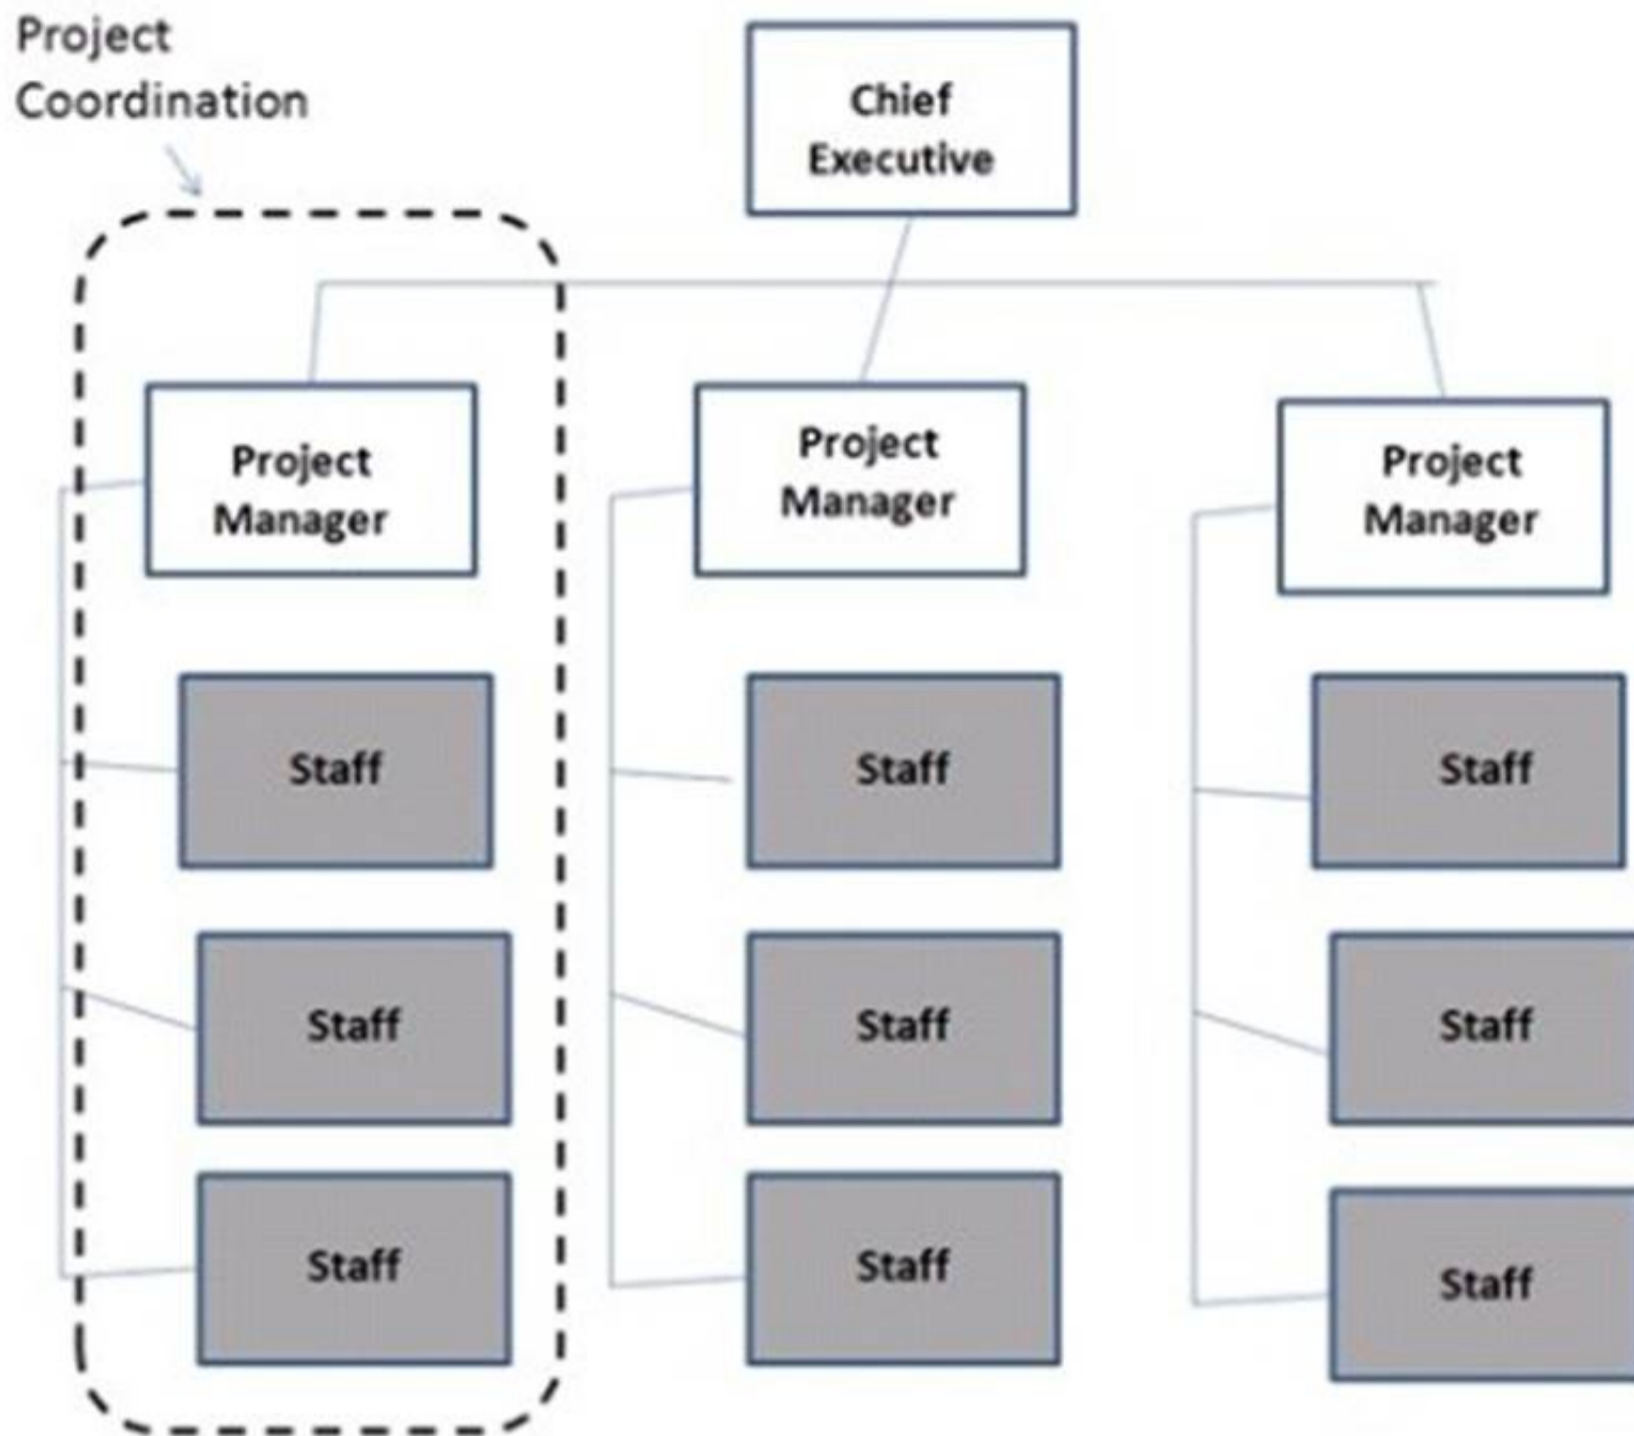 Project
Coordination
Chief
Executive
Project
Manager
Project
Manager
Project
Manager
Staff
Staff
Staff
Staff
Staff
Staff
Staff
Staff
Staff